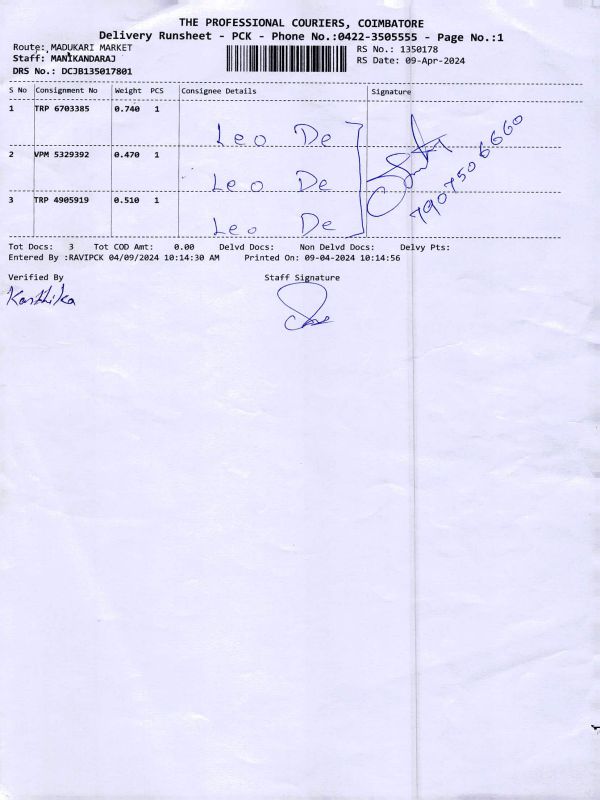 THE PROFESSIONAL COURIERS, COIMBATORE
Delivery Runsheet - PCK - Phone No.:0422-3505555 - Page No.:1
Route: MADUKARI MARKET RS No.: 1350178
Staff: MANIKANDARAJ RS Date: 09-Apr-2024
DRS No.: DCJB135017801
S No Consignment No Weight PCS Consignee Details Signature
1 TRP 6703385 0.740 1
Leo De
2 VPM 5329392 0.470 1
Leo De
7907506660
3 TRP 4905919 0.510 1
Leo De
Tot Docs: 3 Tot COD Amt: 0.00 Delvd Docs: Non Delvd Docs: Delvy Pts:
Entered By :RAVIPCK 04/09/2024 10:14:30 AM Printed On: 09-04-2024 10:14:56
Verified By Staff Signature
Karthika